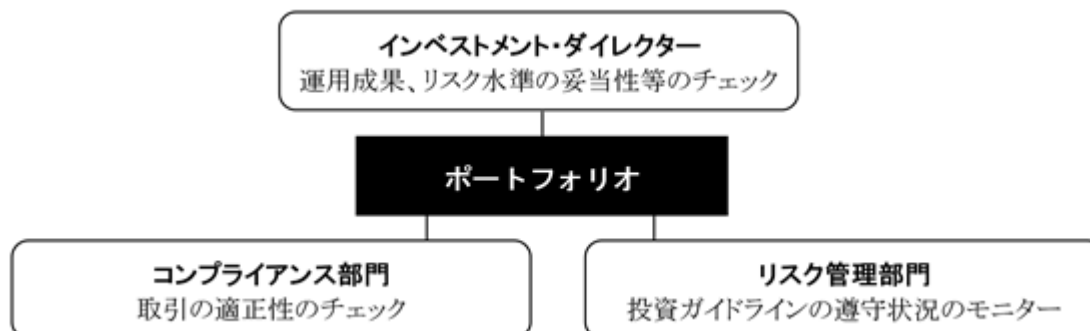 インベストメント・ダイレクター
運用成果、リスク水準の妥当性等のチェック
ポートフォリオ
コンプライアンス部門
取引の適正性のチェック
リスク管理部門
投資ガイドラインの遵守状況のモニター